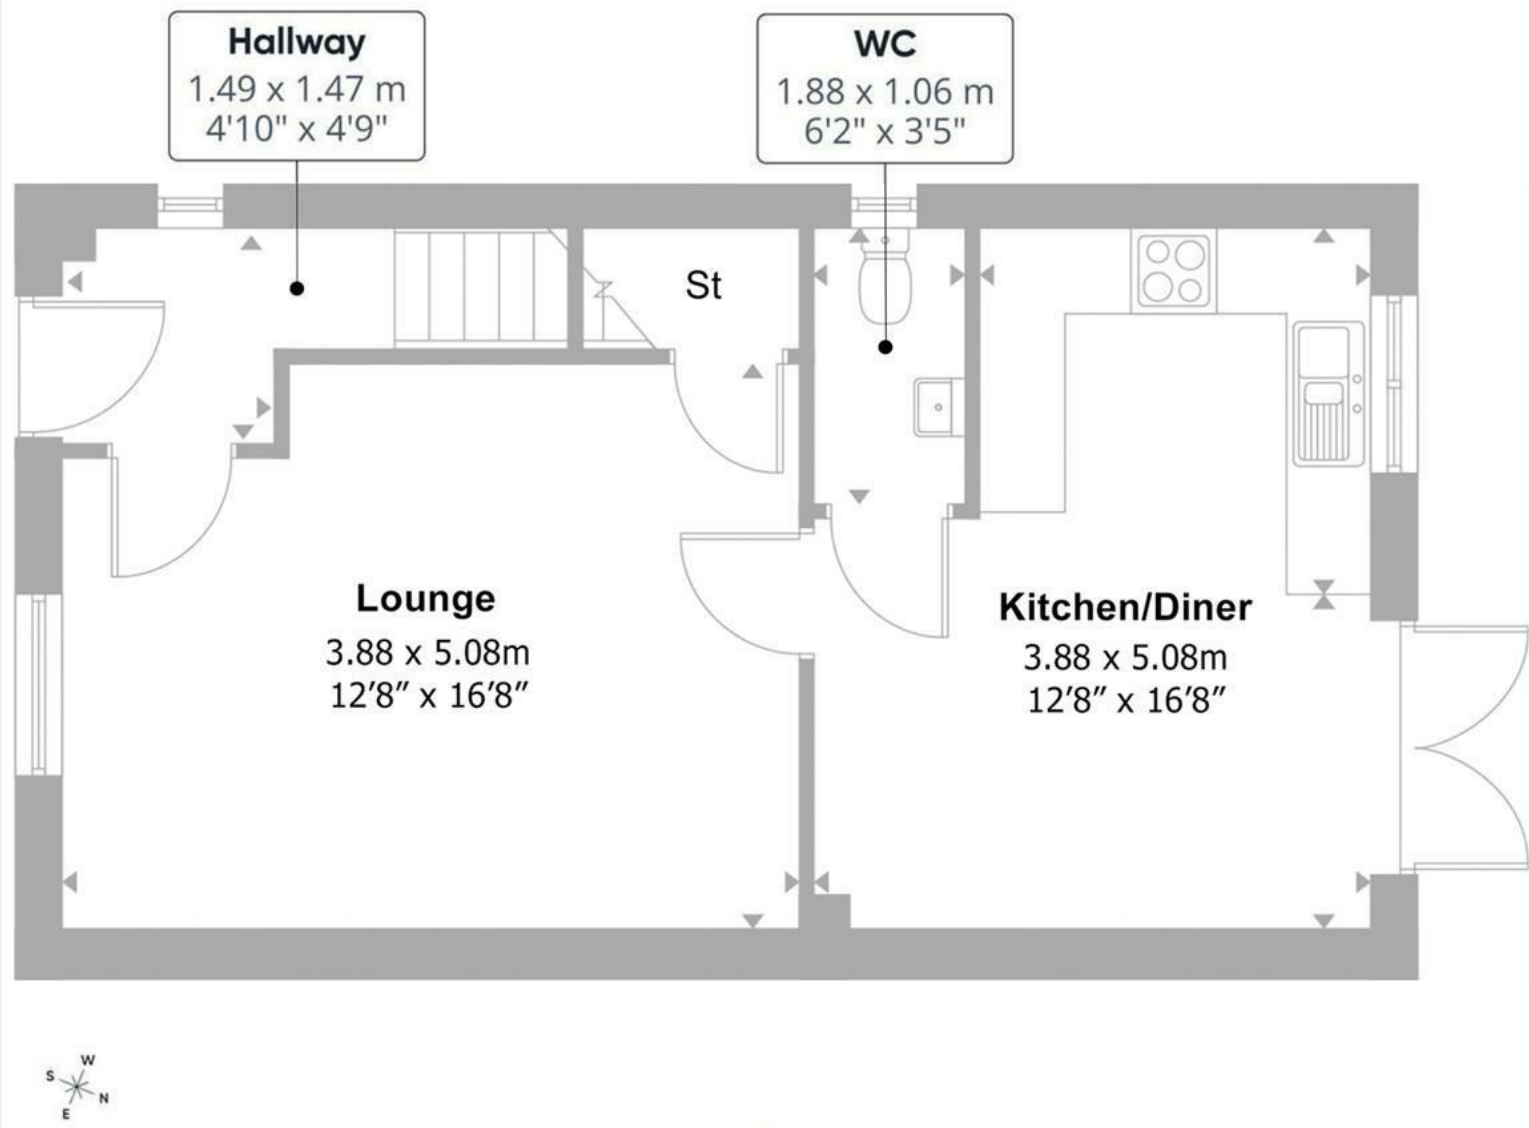 Hallway
1.49 x 1.47 m
4'10" x 4'9"
WC
1.88 x 1.06 m
6'2" x 3'5"
St
Lounge
3.88 x 5.08m
12’8” x 16’8”
Kitchen/Diner
3.88 x 5.08m
12’8” x 16’8”
W
S
N
E